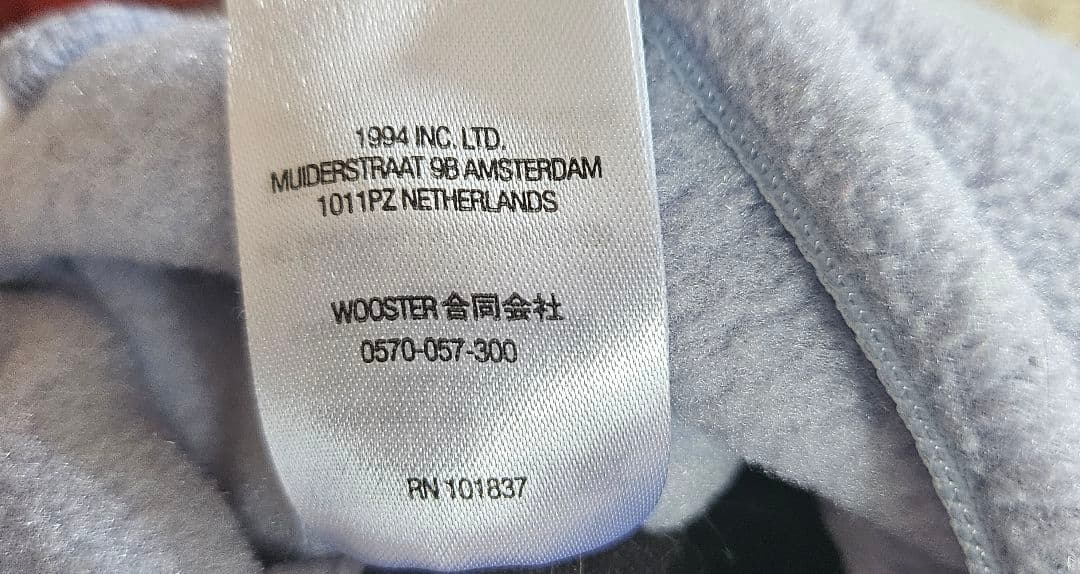 1994 INC. LTD.
MUIDERSTRAAT 9B AMSTERDAM
1011PZ NETHERLANDS
WOOSTER 合同会社
0570-057-300
RN 101837